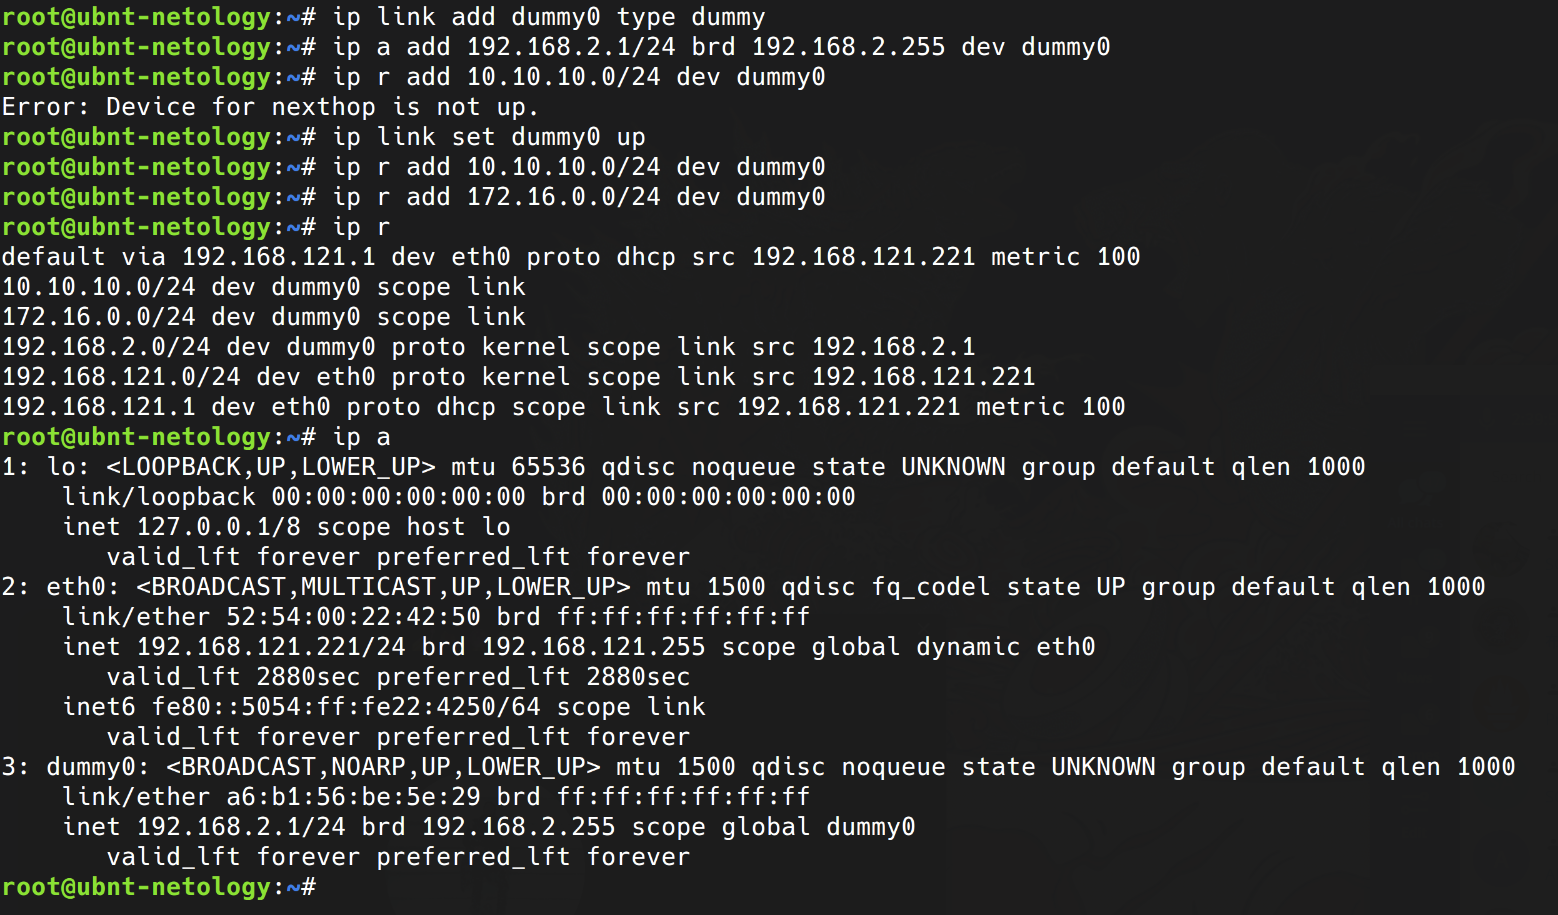 root@ubnt-netology:~# ip link add dummy0 type dummy
root@ubnt-netology:~# ip a add 192.168.2.1/24 brd 192.168.2.255 dev dummy0
root@ubnt-netology:~# ip r add 10.10.10.0/24 dev dummy0
Error: Device for nexthop is not up.
root@ubnt-netology:~# ip link set dummy0 up
root@ubnt-netology:~# ip r add 10.10.10.0/24 dev dummy0
root@ubnt-netology:~# ip r add 172.16.0.0/24 dev dummy0
root@ubnt-netology:~# ip r
default via 192.168.121.1 dev eth0 proto dhcp src 192.168.121.221 metric 100
10.10.10.0/24 dev dummy0 scope link
172.16.0.0/24 dev dummy0 scope link
192.168.2.0/24 dev dummy0 proto kernel scope link src 192.168.2.1
192.168.121.0/24 dev eth0 proto kernel scope link src 192.168.121.221
192.168.121.1 dev eth0 proto dhcp scope link src 192.168.121.221 metric 100
root@ubnt-netology:~# ip a
1: lo: <LOOPBACK,UP,LOWER_UP> mtu 65536 qdisc noqueue state UNKNOWN group default qlen 1000
    link/loopback 00:00:00:00:00:00 brd 00:00:00:00:00:00
    inet 127.0.0.1/8 scope host lo
       valid_lft forever preferred_lft forever
2: eth0: <BROADCAST,MULTICAST,UP,LOWER_UP> mtu 1500 qdisc fq_codel state UP group default qlen 1000
    link/ether 52:54:00:22:42:50 brd ff:ff:ff:ff:ff:ff
    inet 192.168.121.221/24 brd 192.168.121.255 scope global dynamic eth0
       valid_lft 2880sec preferred_lft 2880sec
    inet6 fe80::5054:ff:fe22:4250/64 scope link
       valid_lft forever preferred_lft forever
3: dummy0: <BROADCAST,NOARP,UP,LOWER_UP> mtu 1500 qdisc noqueue state UNKNOWN group default qlen 1000
    link/ether a6:b1:56:be:5e:29 brd ff:ff:ff:ff:ff:ff
    inet 192.168.2.1/24 brd 192.168.2.255 scope global dummy0
       valid_lft forever preferred_lft forever
root@ubnt-netology:~#